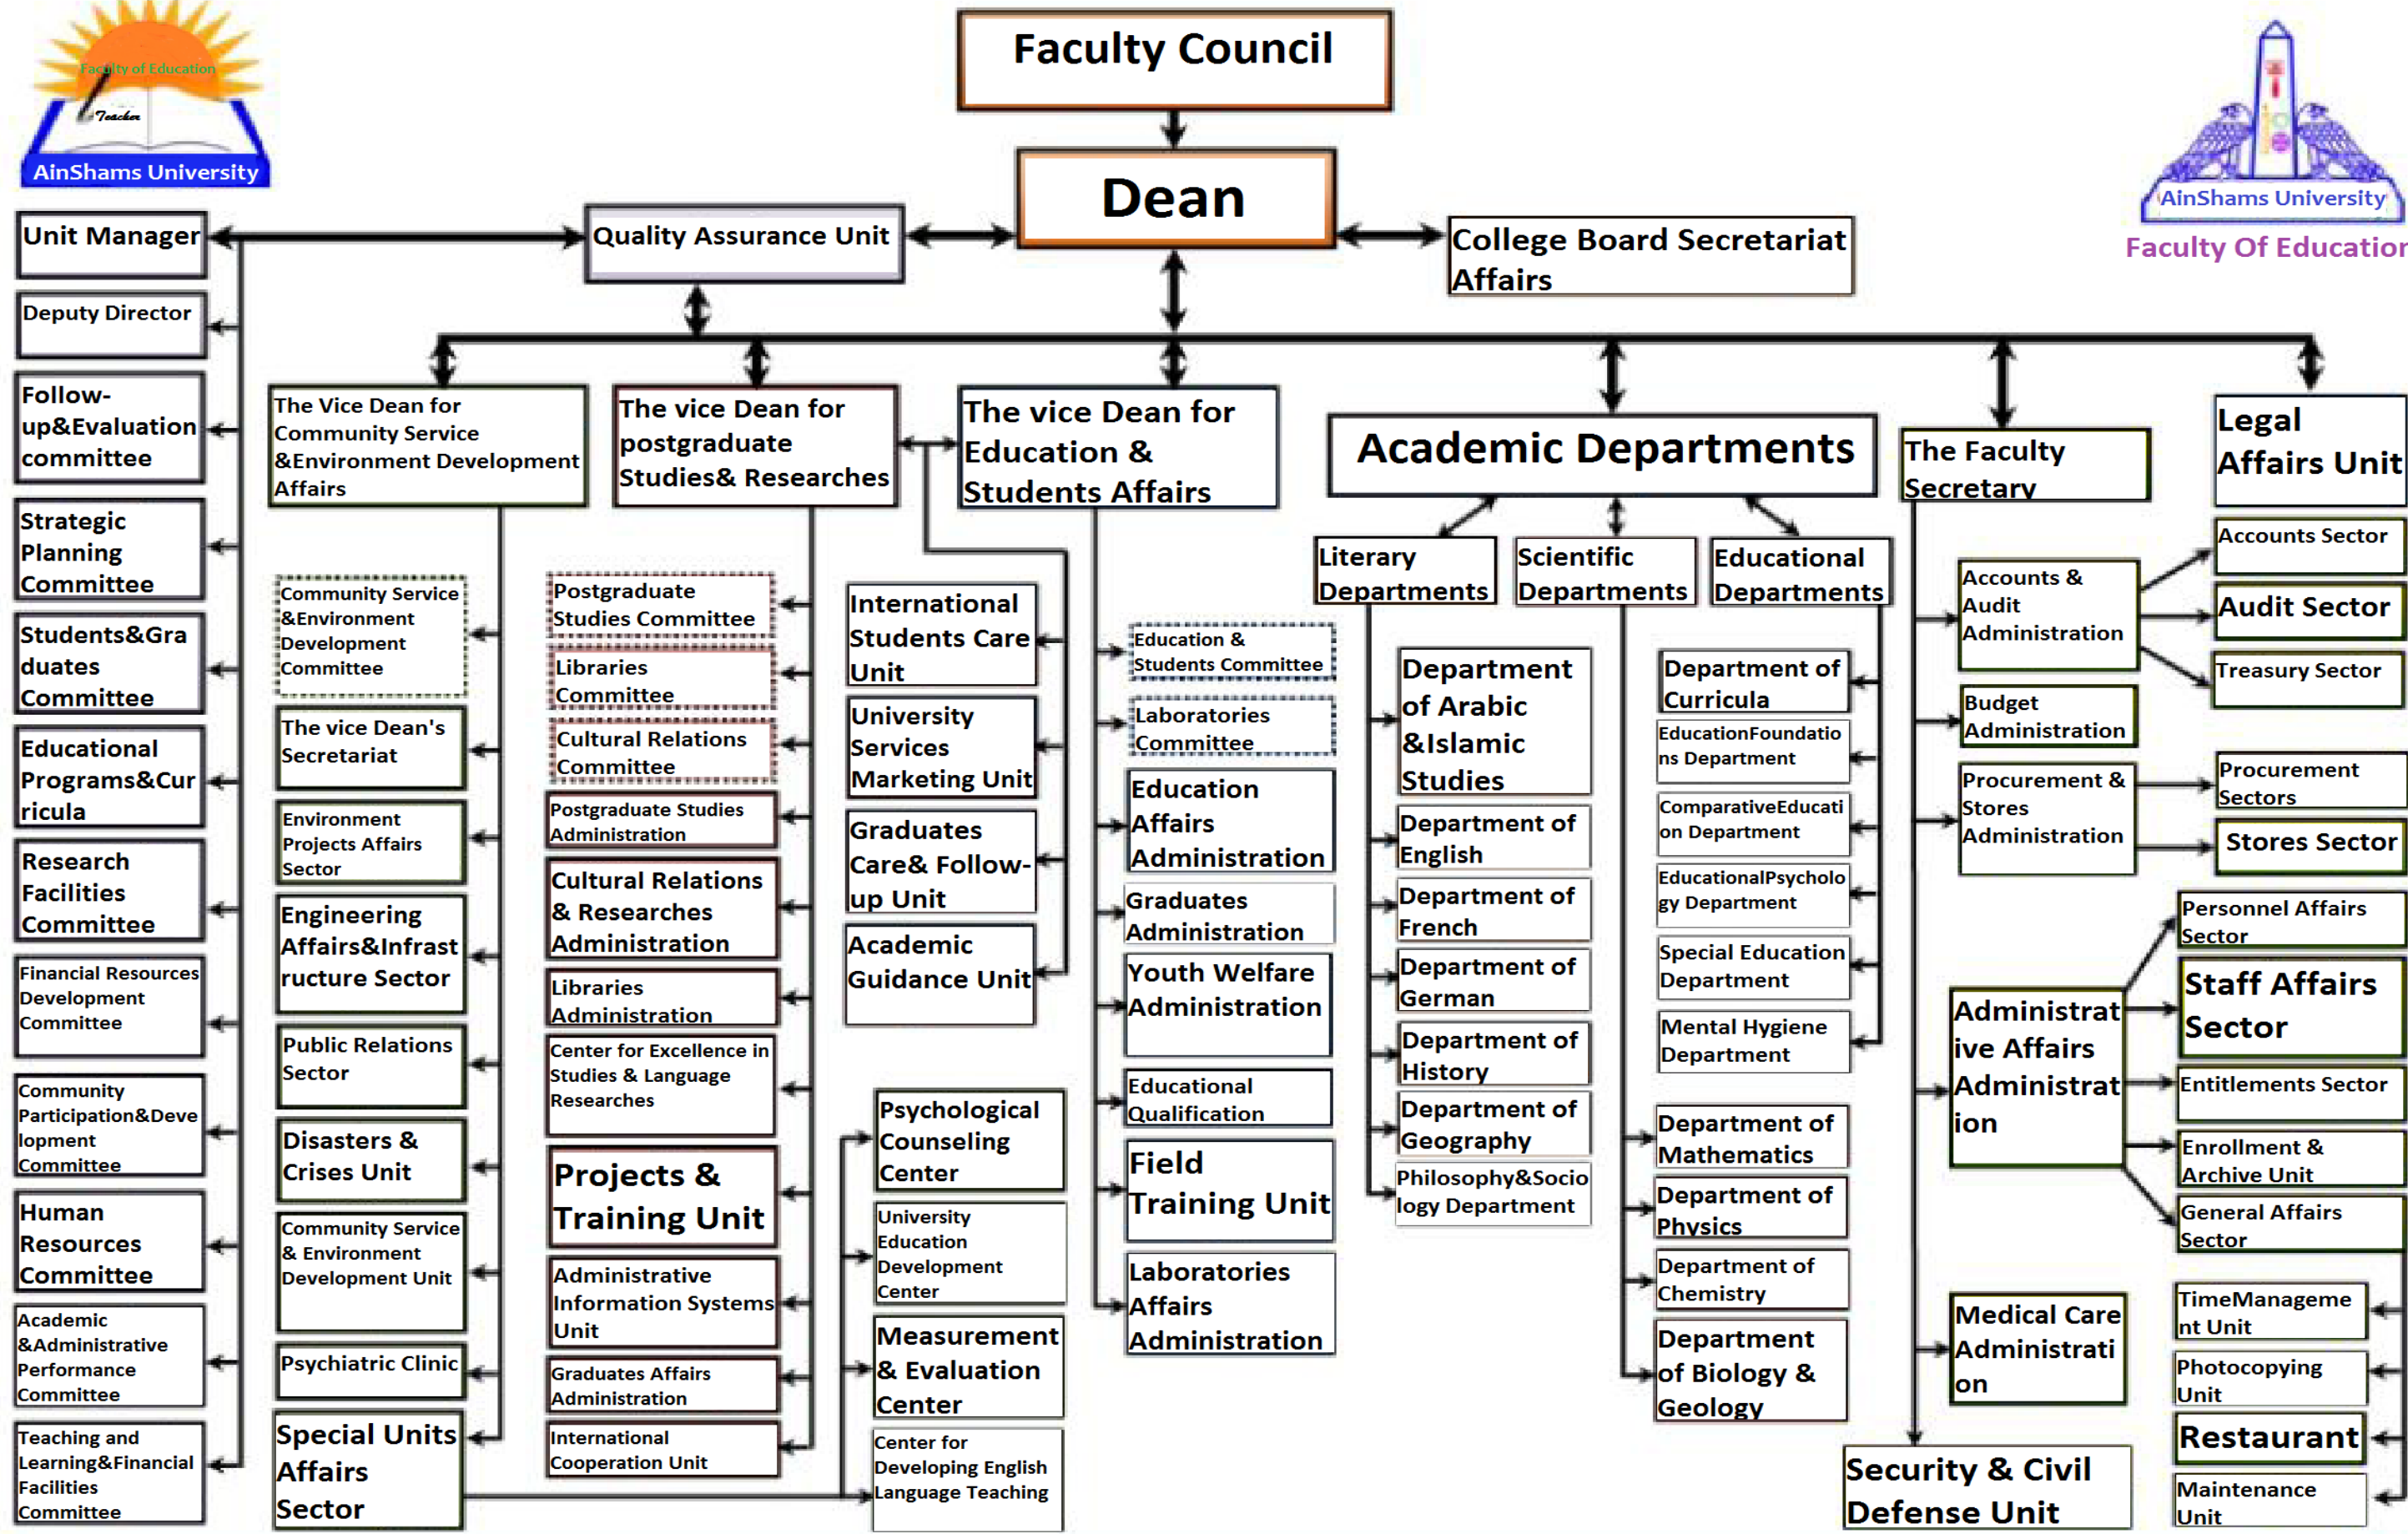 Faculty of Education
Teacher
AinShams University
Faculty Council
Dean
AinShams University
Faculty Of Education
Quality Assurance Unit
College Board Secretariat
Affairs
Unit Manager
Deputy Director
Follow-
up&Evaluation
committee
Strategic
Planning
Committee
Students&Gra
duates
Committee
Educational
Programs&Cur
ricula
Research
Facilities
Committee
Financial Resources
Development
Committee
Community
Participation&Deve
lopment
Committee
Human
Resources
Committee
Academic
&Administrative
Performance
Committee
Teaching and
Learning&Financial
Facilities
Committee
The Vice Dean for
Community Service
&Environment Development
Affairs
Community Service
&Environment
Development
Committee
The vice Dean's
Secretariat
Environment
Projects Affairs
Sector
Engineering
Affairs&Infrast
ructure Sector
Public Relations
Sector
Disasters &
Crises Unit
Community Service
& Environment
Development Unit
Psychiatric Clinic
Special Units
Affairs
Sector
The vice Dean for
postgraduate
Studies& Researches
Postgraduate
Studies Committee
Libraries
Committee
Cultural Relations
Committee
Postgraduate Studies
Administration
Cultural Relations
& Researches
Administration
Libraries
Administration
Center for Excellence in
Studies & Language
Researches
Projects &
Training Unit
Administrative
Information Systems
Unit
Graduates Affairs
Administration
International
Cooperation Unit
International
Students Care
Unit
University
Services
Marketing Unit
Graduates
Care& Follow-
up Unit
Academic
Guidance Unit
Psychological
Counseling
Center
University
Education
Development
Center
Measurement
& Evaluation
Center
Center for
Developing English
Language Teaching
The vice Dean for
Education &
Students Affairs
Education &
Students Committee
Laboratories
Committee
Education
Affairs
Administration
Graduates
Administration
Youth Welfare
Administration
Educational
Qualification
Field
Training Unit
Laboratories
Affairs
Administration
Academic Departments
Literary
Departments
Scientific
Departments
Educational
Departments
Department
of Arabic
&Islamic
Studies
Department of
English
Department of
French
Department of
German
Department of
History
Department of
Geography
Philosophy&Socio
logy Department
Department of
Curricula
EducationFoundatio
ns Department
ComparativeEducati
on Department
EducationalPsycholo
gy Department
Special Education
Department
Mental Hygiene
Department
Department of
Mathematics
Department of
Physics
Department of
Chemistry
Department
of Biology &
Geology
The Faculty
Secretary
Accounts &
Audit
Administration
Budget
Administration
Procurement &
Stores
Administration
Administrat
ive Affairs
Administrat
ion
Medical Care
Administrati
on
Security & Civil
Defense Unit
Legal
Affairs Unit
Accounts Sector
Audit Sector
Treasury Sector
Procurement
Sectors
Stores Sector
Personnel Affairs
Sector
Staff Affairs
Sector
Entitlements Sector
Enrollment &
Archive Unit
General Affairs
Sector
TimeManageme
nt Unit
Photocopying
Unit
Restaurant
Maintenance
Unit